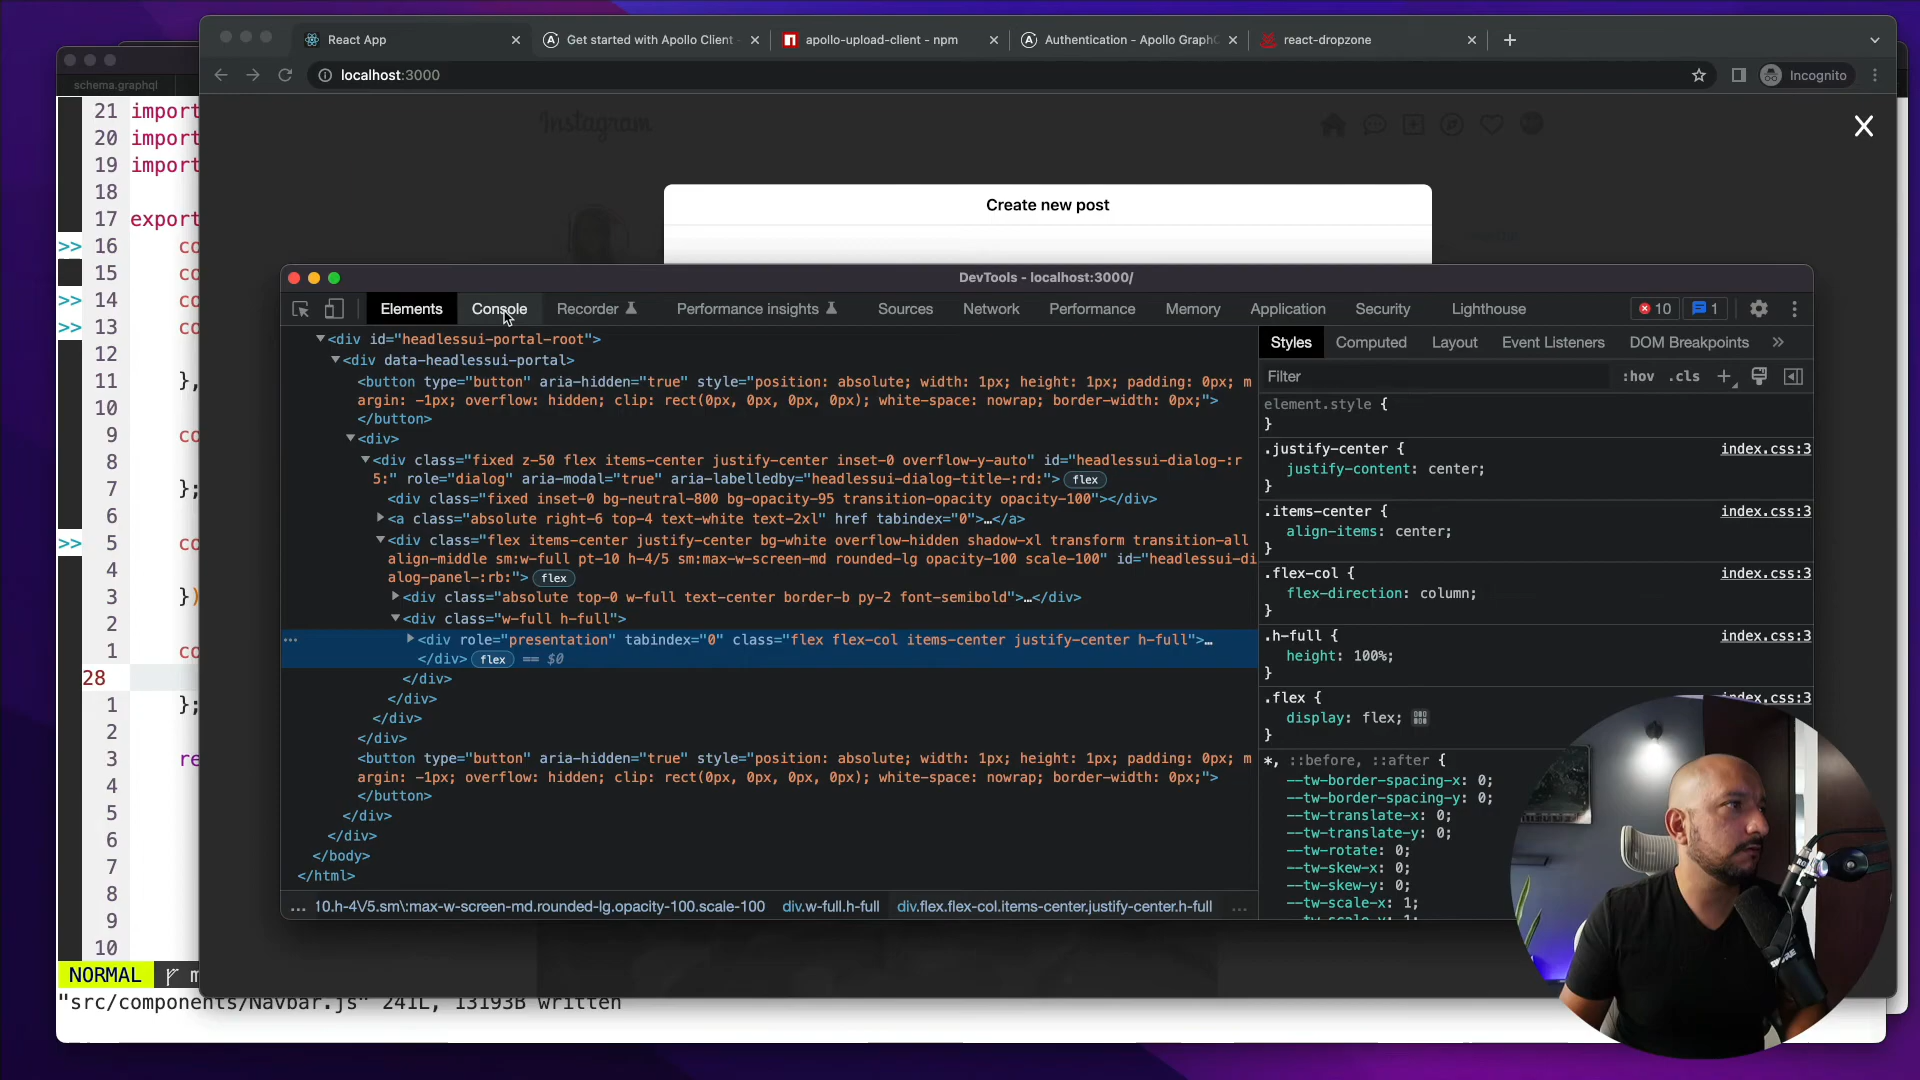 React App
Get started with Apollo Client -
apollo-upload-client - npm
Authentication - Apollo GraphQ
react-dropzone
localhost:3000
Incognito
schema.graphql
Instagram
Create new post
DevTools - localhost:3000/
Elements
Console
Recorder
Performance insights
Sources
Network
Performance
Memory
Application
Security
Lighthouse
10
1
<div id="headlessui-portal-root">
<div data-headlessui-portal>
<button type="button" aria-hidden="true" style="position: absolute; width: 1px; height: 1px; padding: 0px; m
argin: -1px; overflow: hidden; clip: rect(0px, 0px, 0px, 0px); white-space: nowrap; border-width: 0px;">
</button>
<div>
<div class="fixed z-50 flex items-center justify-center inset-0 overflow-y-auto" id="headlessui-dialog-:r
5:" role="dialog" aria-modal="true" aria-labelledby="headlessui-dialog-title-:rd:"> flex
<div class="fixed inset-0 bg-neutral-800 bg-opacity-95 transition-opacity opacity-100"></div>
<a class="absolute right-6 top-4 text-white text-2xl" href tabindex="0">…</a>
<div class="flex items-center justify-center bg-white overflow-hidden shadow-xl transform transition-all
align-middle sm:w-full pt-10 h-4/5 sm:max-w-screen-md rounded-lg opacity-100 scale-100" id="headlessui-di
alog-panel-:rb:"> flex
<div class="absolute top-0 w-full text-center border-b py-2 font-semibold">…</div>
<div class="w-full h-full">
<div role="presentation" tabindex="0" class="flex flex-col items-center justify-center h-full">…
</div> flex == $0
</div>
</div>
</div>
</div>
<button type="button" aria-hidden="true" style="position: absolute; width: 1px; height: 1px; padding: 0px; m
argin: -1px; overflow: hidden; clip: rect(0px, 0px, 0px, 0px); white-space: nowrap; border-width: 0px;">
</button>
</div>
</div>
</body>
</html>
... 10.h-4\/5.sm\:max-w-screen-md.rounded-lg.opacity-100.scale-100 div.w-full.h-full div.flex.flex-col.items-center.justify-center.h-full ...
Styles
Computed
Layout
Event Listeners
DOM Breakpoints
Filter
:hov .cls
element.style {
}
.justify-center { index.css:3
justify-content: center;
}
.items-center { index.css:3
align-items: center;
}
.flex-col { index.css:3
flex-direction: column;
}
.h-full { index.css:3
height: 100%;
}
.flex { index.css:3
display: flex;
}
*, ::before, ::after {
--tw-border-spacing-x: 0;
--tw-border-spacing-y: 0;
--tw-translate-x: 0;
--tw-translate-y: 0;
--tw-rotate: 0;
--tw-skew-x: 0;
--tw-skew-y: 0;
--tw-scale-x: 1;
21 import
20 import
19 import
18
17 export
>> 16 co
15 co
>> 14 co
>> 13 co
12
11 },
10
9 co
8
7 };
6
>> 5 co
4
3 })
2
1 co
28
1 };
2
3 re
4
5
6
7
8
9
10
NORMAL m
"src/components/Navbar.js" 241L, 13193B written